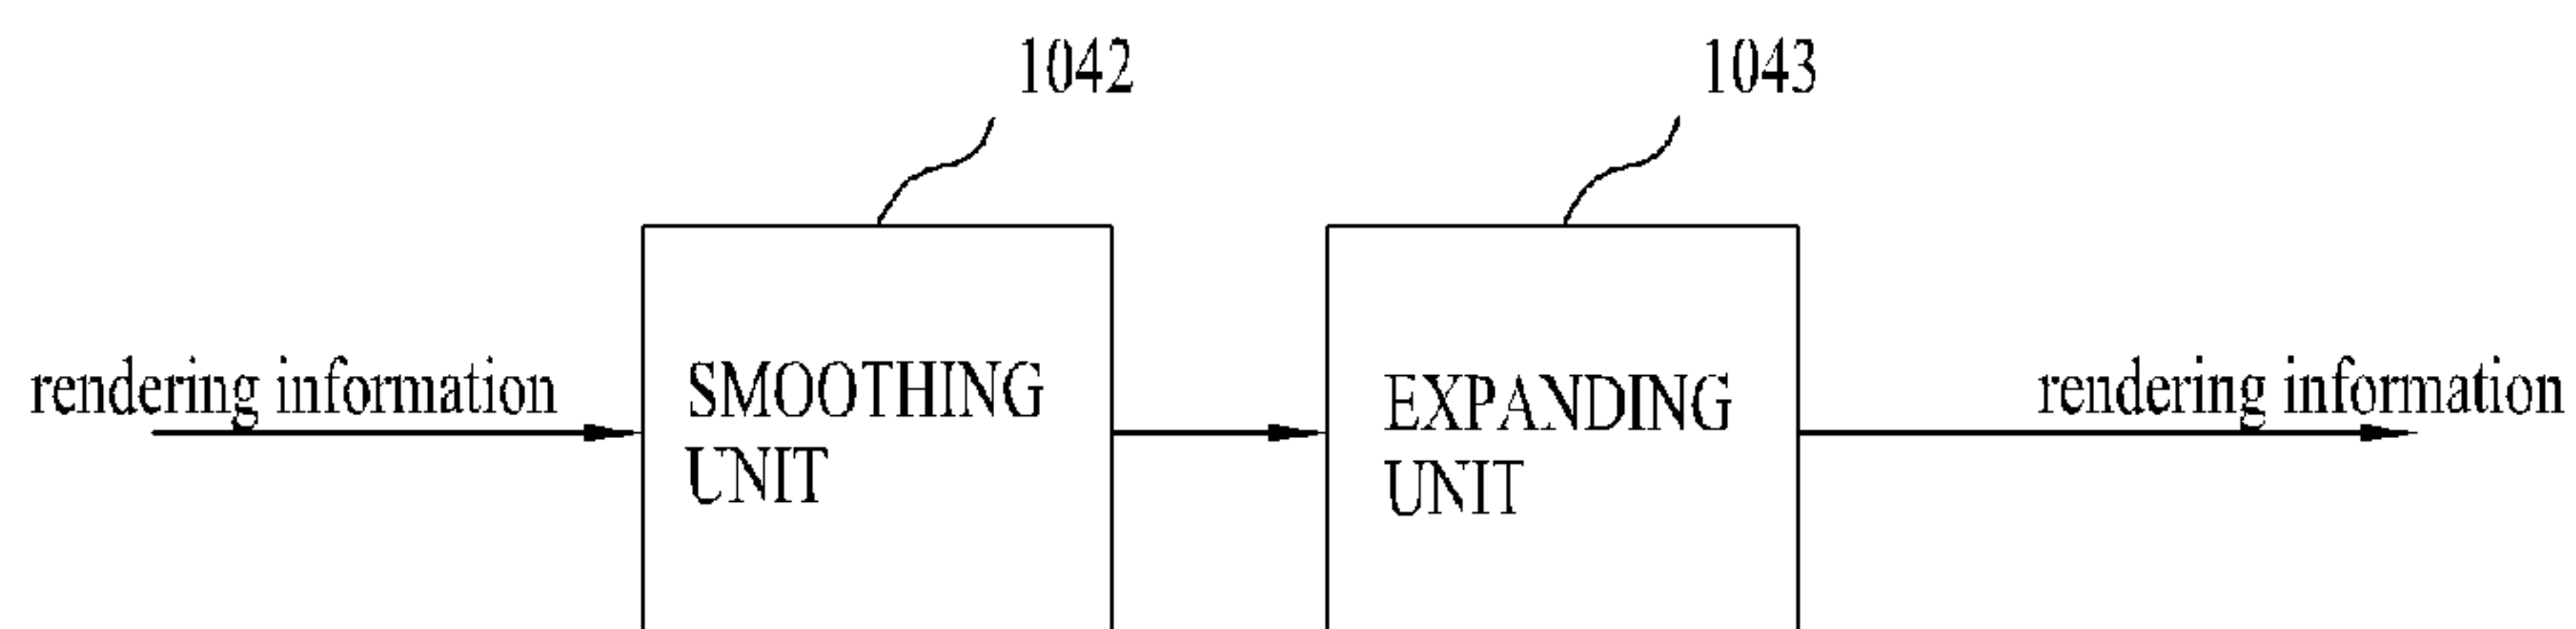 1042
1043
rendering information
SMOOTHING
UNIT
EXPANDING
UNIT
rendering information